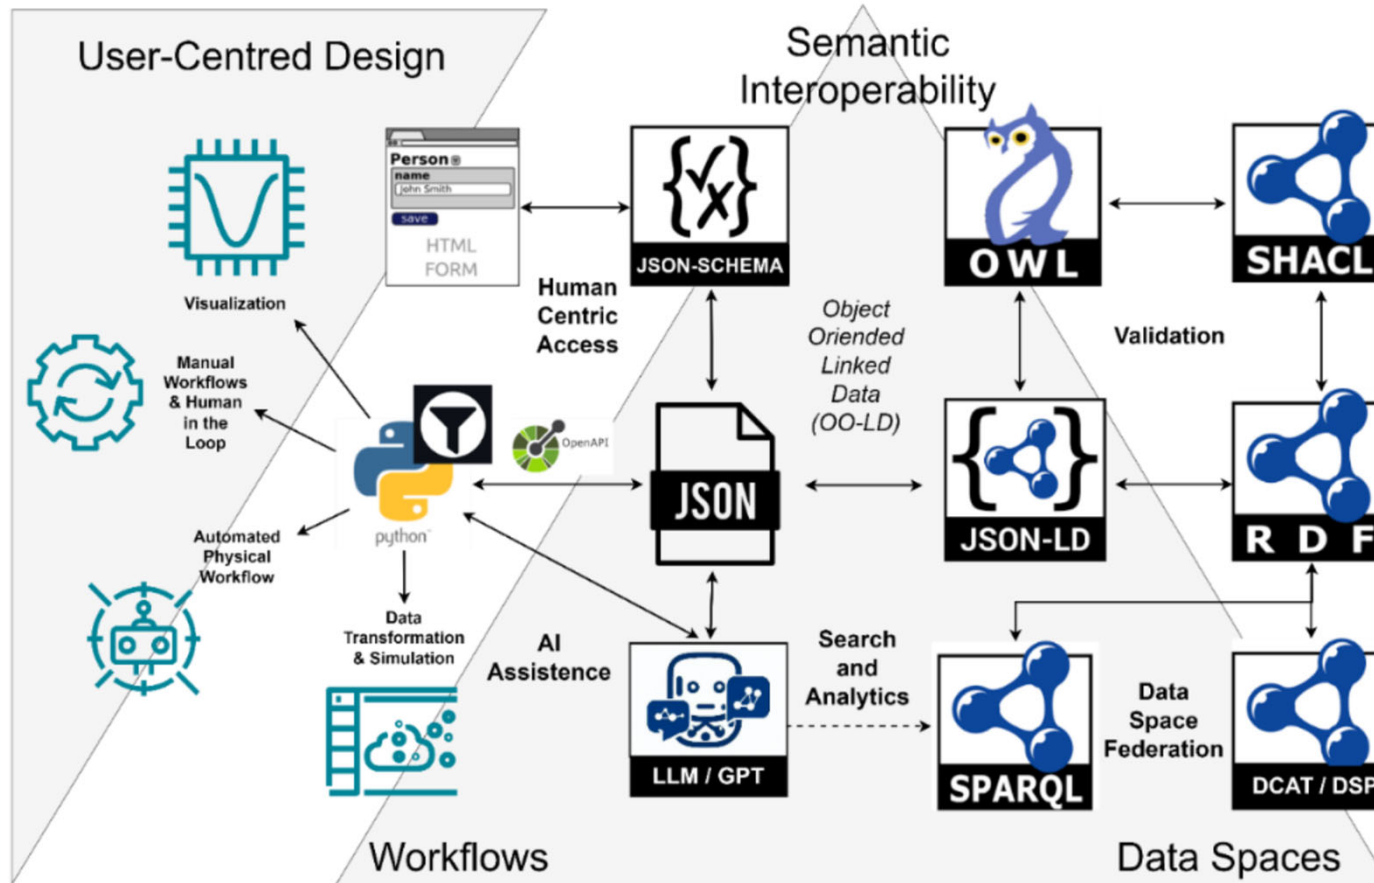 User-Centred Design
Semantic
Interoperability
Person
name
John Smith
save
HTML
FORM
JSON-SCHEMA
OWL
SHACL
Visualization
Human
Centric
Access
Object
Oriended
Linked
Data
(OO-LD)
Validation
Manual
Workflows
& Human
in the
Loop
OpenAPI
python
JSON
JSON-LD
RDF
Automated
Physical
Workflow
Data
Transformation
& Simulation
AI
Assistence
LLM / GPT
Search
and
Analytics
SPARQL
Data
Space
Federation
DCAT / DSP
Workflows
Data Spaces